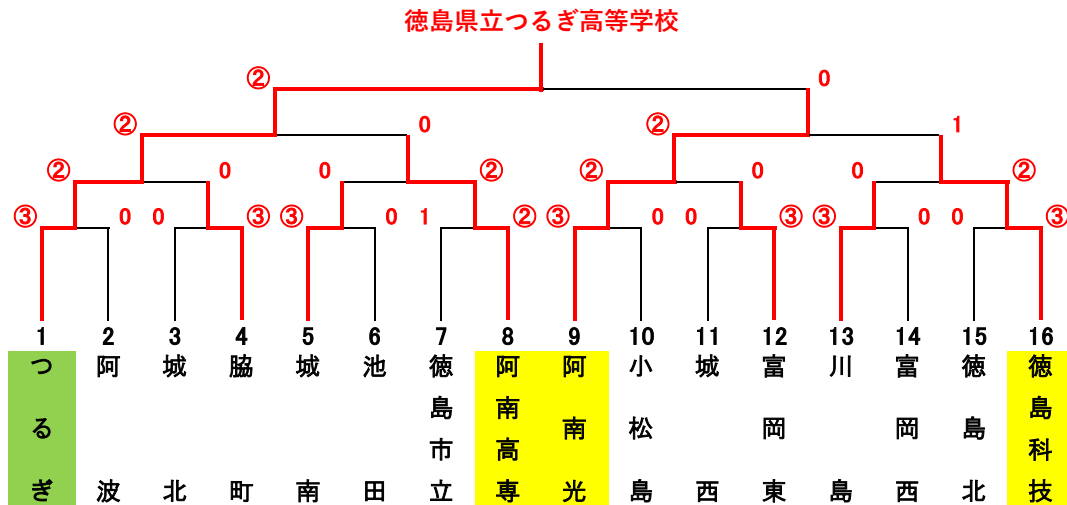 徳島県立つるぎ高等学校
② 0
② 0 ② 1
② 0 0 ② ② 0 0 ②
③ 0 0 ③ ③ 0 1 ② ③ 0 0 ③ ③ 0 0 ③
1 2 3 4 5 6 7 8 9 10 11 12 13 14 15 16
つるぎ
阿波
城北
脇町
城南
池田
徳島市立
阿南高専
阿南光
小松島
城西
富岡東
川島
富岡西
徳島北
徳島科技